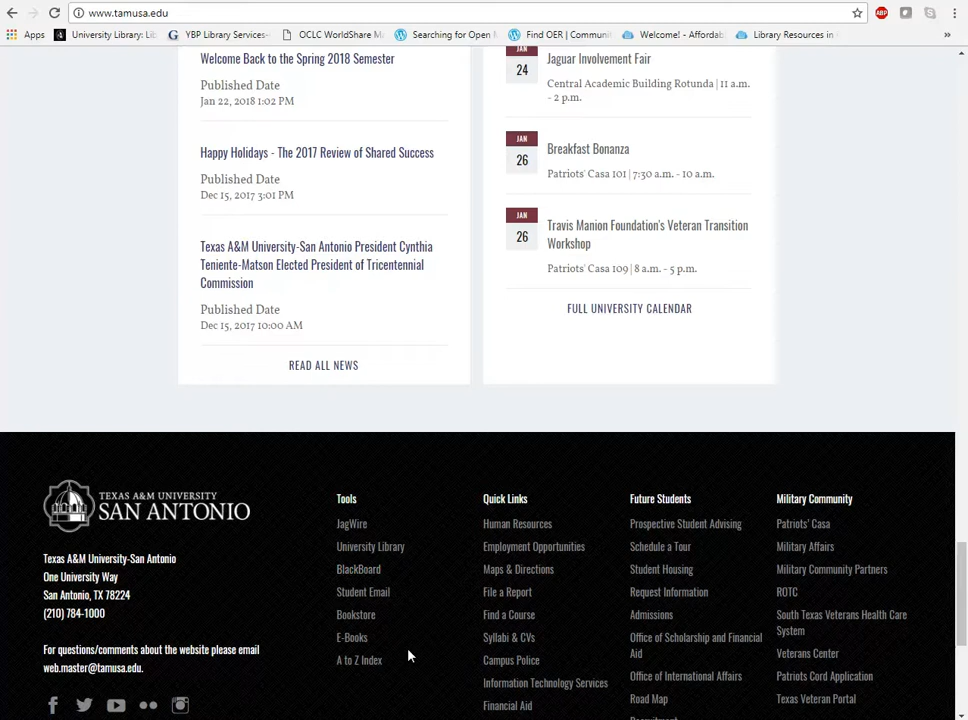 www.tamusa.edu
Apps
University Library: Lib
YBP Library Services-
OCLC WorldShare M
Searching for Open
Find OER | Communit
Welcome! - Affordab
Library Resources in
»
Welcome Back to the Spring 2018 Semester
Published Date
Jan 22, 2018 1:02 PM
Happy Holidays - The 2017 Review of Shared Success
Published Date
Dec 15, 2017 3:01 PM
Texas A&M University-San Antonio President Cynthia
Teniente-Matson Elected President of Tricentennial
Commission
Published Date
Dec 15, 2017 10:00 AM
READ ALL NEWS
JAN
24
Jaguar Involvement Fair
Central Academic Building Rotunda | 11 a.m.
- 2 p.m.
JAN
26
Breakfast Bonanza
Patriots' Casa 101 | 7:30 a.m. - 10 a.m.
JAN
26
Travis Manion Foundation's Veteran Transition
Workshop
Patriots' Casa 109 | 8 a.m. - 5 p.m.
FULL UNIVERSITY CALENDAR
TEXAS A&M UNIVERSITY
SAN ANTONIO
Texas A&M University-San Antonio
One University Way
San Antonio, TX 78224
(210) 784-1000
For questions/comments about the website please email
web.master@tamusa.edu.
Tools
JagWire
University Library
BlackBoard
Student Email
Bookstore
E-Books
A to Z Index
Quick Links
Human Resources
Employment Opportunities
Maps & Directions
File a Report
Find a Course
Syllabi & CVs
Campus Police
Information Technology Services
Financial Aid
Future Students
Prospective Student Advising
Schedule a Tour
Student Housing
Request Information
Admissions
Office of Scholarship and Financial
Aid
Office of International Affairs
Road Map
Recruitment
Military Community
Patriots' Casa
Military Affairs
Military Community Partners
ROTC
South Texas Veterans Health Care
System
Veterans Center
Patriots Cord Application
Texas Veteran Portal